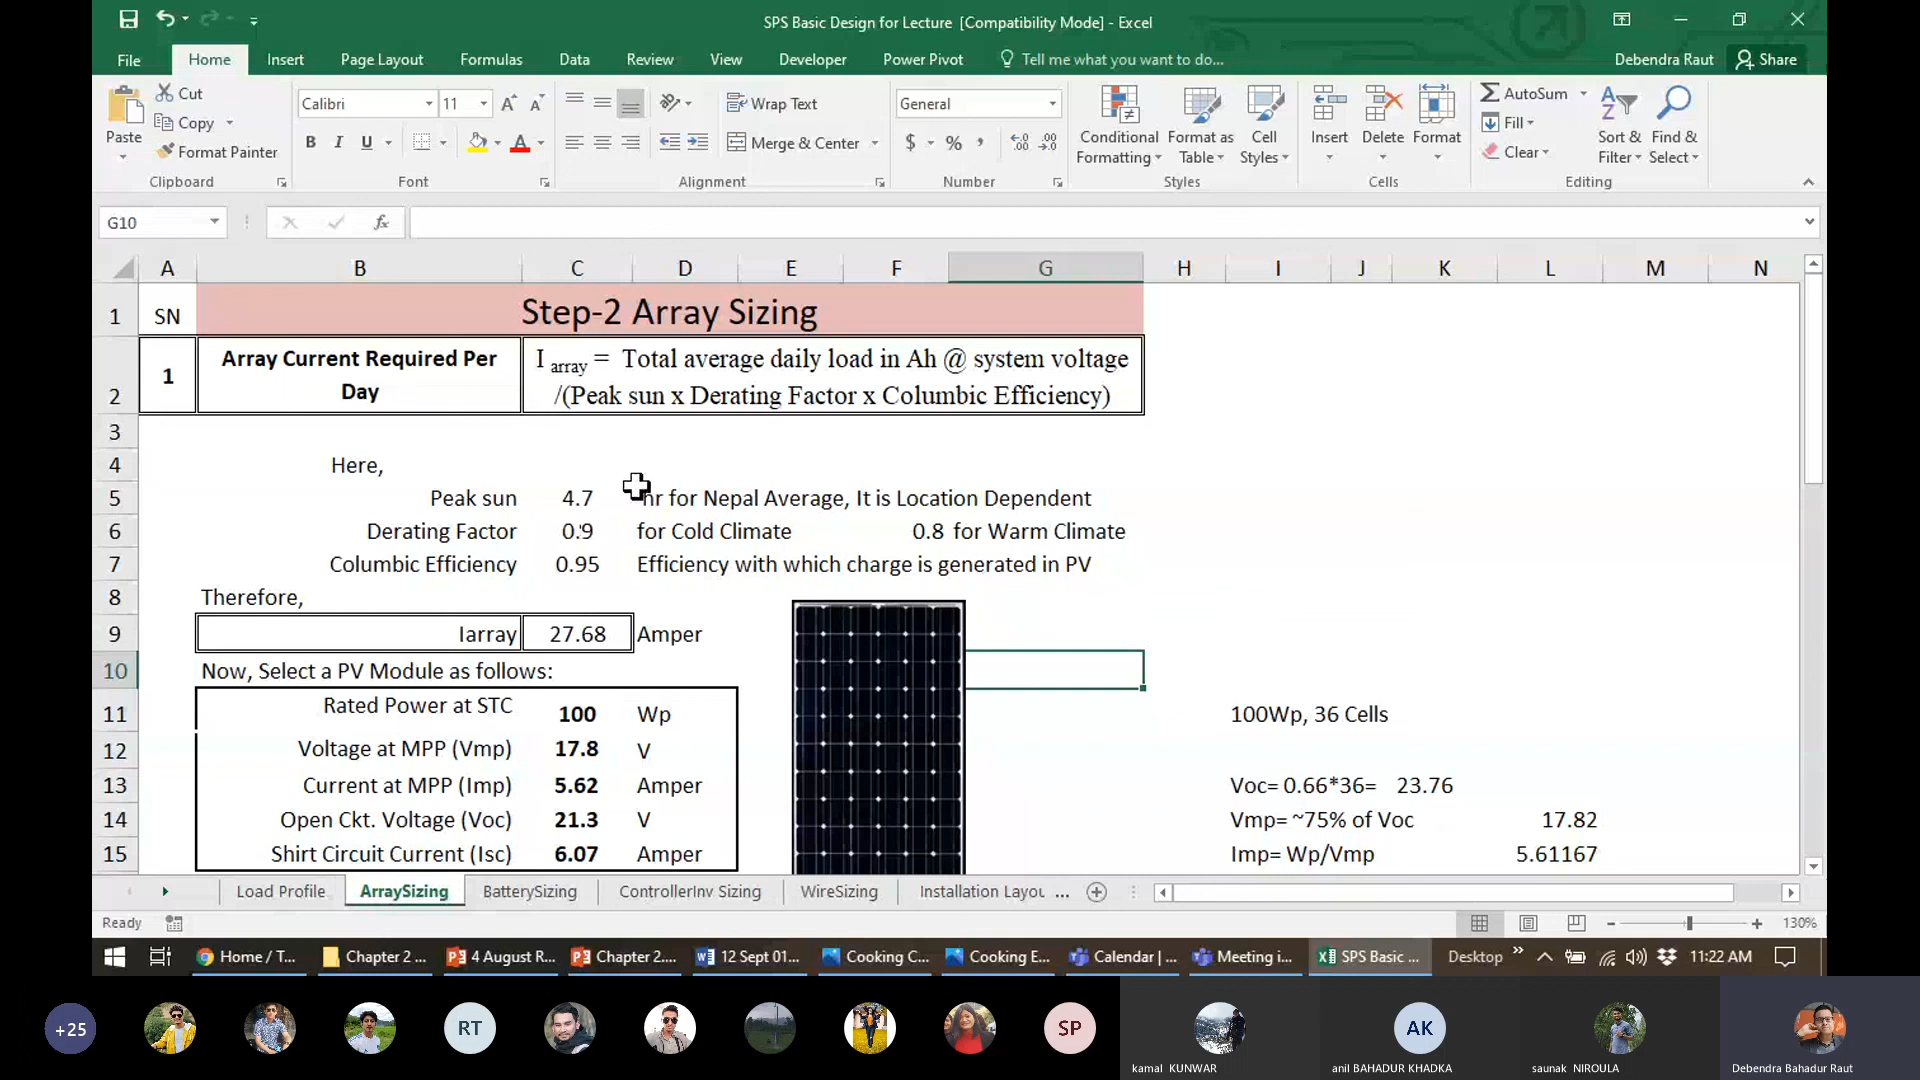 SPS Basic Design for Lecture [Compatibility Mode] - Excel
File Home Insert Page Layout Formulas Data Review View Developer Power Pivot Tell me what you want to do... Debendra Raut Share
Paste
Cut
Copy
Format Painter
Clipboard
Calibri 11
B I U
Font
Wrap Text
Merge & Center
Alignment
General
$ %
Number
Conditional Formatting
Format as Table
Cell Styles
Styles
Insert Delete Format
Cells
AutoSum
Fill
Clear
Sort & Filter
Find & Select
Editing
G10 fx
A B C D E F G H I J K L M N
1 SN Step-2 Array Sizing
2 1 Array Current Required Per Day I array = Total average daily load in Ah @ system voltage
/(Peak sun x Derating Factor x Columbic Efficiency)
3
4 Here,
5 Peak sun 4.7 hr for Nepal Average, It is Location Dependent
6 Derating Factor 0.9 for Cold Climate 0.8 for Warm Climate
7 Columbic Efficiency 0.95 Efficiency with which charge is generated in PV
8 Therefore,
9 Iarray 27.68 Amper
10 Now, Select a PV Module as follows:
11 Rated Power at STC 100 Wp 100Wp, 36 Cells
12 Voltage at MPP (Vmp) 17.8 V
13 Current at MPP (Imp) 5.62 Amper Voc= 0.66*36= 23.76
14 Open Ckt. Voltage (Voc) 21.3 V Vmp= ~75% of Voc 17.82
15 Shirt Circuit Current (Isc) 6.07 Amper Imp= Wp/Vmp 5.61167
Load Profile ArraySizing BatterySizing ControllerInv Sizing WireSizing Installation Layou ...
Ready 130%
Home / T... Chapter 2 ... 4 August R... Chapter 2.... 12 Sept 01... Cooking C... Cooking E... Calendar | ... Meeting i... SPS Basic ... Desktop 11:22 AM
+25 RT SP AK
kamal KUNWAR anil BAHADUR KHADKA saunak NIROULA Debendra Bahadur Raut